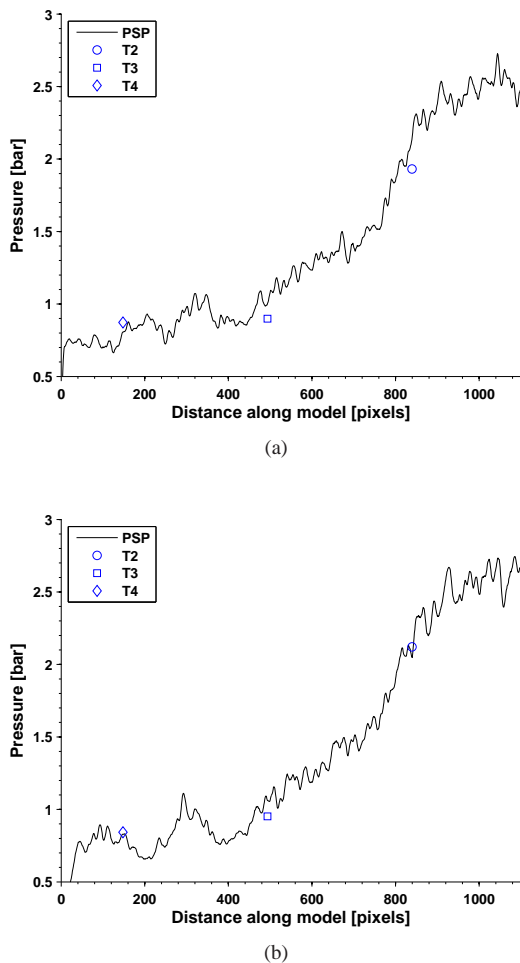 3
2.5
2
1.5
1
0.5
0 200 400 600 800 1000
Pressure [bar]
Distance along model [pixels]
PSP
T2
T3
T4
(a)
3
2.5
2
1.5
1
0.5
0 200 400 600 800 1000
Pressure [bar]
Distance along model [pixels]
PSP
T2
T3
T4
(b)